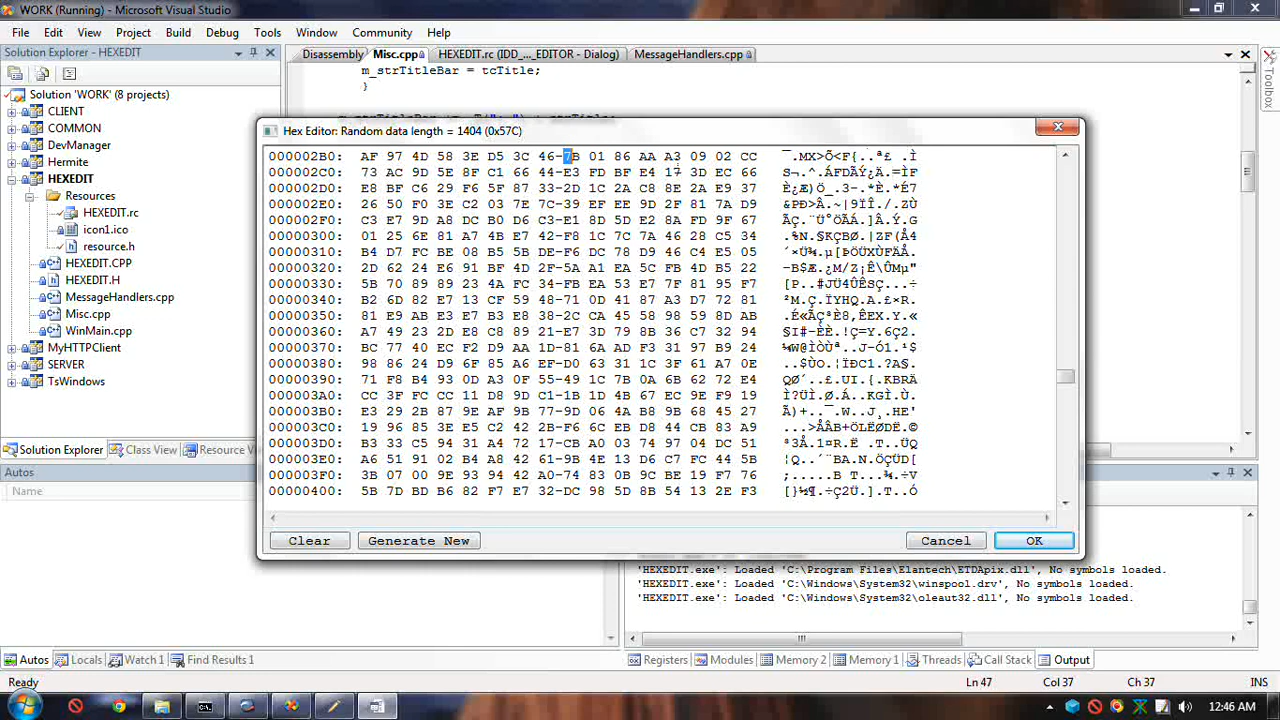 WORK (Running) - Microsoft Visual Studio
File Edit View Project Build Debug Tools Window Community Help
Solution Explorer - HEXEDIT
Disassembly Misc.cpp HEXEDIT.rc (IDD_..._EDITOR - Dialog) MessageHandlers.cpp
m_strTitleBar = tcTitle;
}
Toolbox
Solution 'WORK' (8 projects)
CLIENT
COMMON
DevManager
Hermite
HEXEDIT
Resources
HEXEDIT.rc
icon1.ico
resource.h
HEXEDIT.CPP
HEXEDIT.H
MessageHandlers.cpp
Misc.cpp
WinMain.cpp
MyHTTPClient
SERVER
TsWindows
Solution Explorer Class View Resource V
Hex Editor: Random data length = 1404 (0x57C)
000002B0: AF 97 4D 58 3E D5 3C 46-7B 01 86 AA A3 09 02 CC
000002C0: 73 AC 9D 5E 8F C1 66 44-E3 FD BF E4 17 3D EC 66
000002D0: E8 BF C6 29 F6 5F 87 33-2D 1C 2A C8 8E 2A E9 37
000002E0: 26 50 F0 3E C2 03 7E 7C-39 EF EE 9D 2F 81 7A D9
000002F0: C3 E7 9D A8 DC B0 D6 C3-E1 8D 5D E2 8A FD 9F 67
00000300: 01 25 6E 81 A7 4B E7 42-F8 1C 7C 7A 46 28 C5 34
00000310: B4 D7 FC BE 08 B5 5B DE-F6 DC 78 D9 46 C4 E5 05
00000320: 2D 62 24 E6 91 BF 4D 2F-5A A1 EA 5C FB 4D B5 22
00000330: 5B 70 89 89 23 4A FC 34-FB EA 53 E7 7F 81 95 F7
00000340: B2 6D 82 E7 13 CF 59 48-71 0D 41 87 A3 D7 72 81
00000350: 81 E9 AB E3 E7 B3 E8 38-2C CA 45 58 98 59 8D AB
00000360: A7 49 23 2D E8 C8 89 21-E7 3D 79 8B 36 C7 32 94
00000370: BC 77 40 EC F2 D9 AA 1D-81 6A AD F3 31 97 B9 24
00000380: 98 86 24 D9 6F 85 A6 EF-D0 63 31 1C 3F 61 A7 0E
00000390: 71 F8 B4 93 0D A3 0F 55-49 1C 7B 0A 6B 62 72 E4
000003A0: CC 3F FC CC 11 D8 9D C1-1B 1D 4B 67 EC 9E F9 19
000003B0: E3 29 2B 87 9E AF 9B 77-9D 06 4A B8 9B 68 45 27
000003C0: 19 96 85 3E E5 C2 42 2B-F6 6C EB D8 44 CB 83 A9
000003D0: B3 33 C5 94 31 A4 72 17-CB A0 03 74 97 04 DC 51
000003E0: A6 51 91 02 B4 A8 42 61-9B 4E 13 D6 C7 FC 44 5B
000003F0: 3B 07 00 9E 93 94 42 A0-74 83 0B 9C BE 19 F7 76
00000400: 5B 7D BD B6 82 F7 E7 32-DC 98 5D 8B 54 13 2E F3
Clear Generate New Cancel OK
Autos
Name
'HEXEDIT.exe': Loaded 'C:\Program Files\Elantech\ETDApix.dll', No symbols loaded.
'HEXEDIT.exe': Loaded 'C:\Windows\System32\winspool.drv', No symbols loaded.
'HEXEDIT.exe': Loaded 'C:\Windows\System32\oleaut32.dll', No symbols loaded.
Autos Locals Watch 1 Find Results 1 Registers Modules Memory 2 Memory 1 Threads Call Stack Output
Ready Ln 47 Col 37 Ch 37 INS
12:46 AM